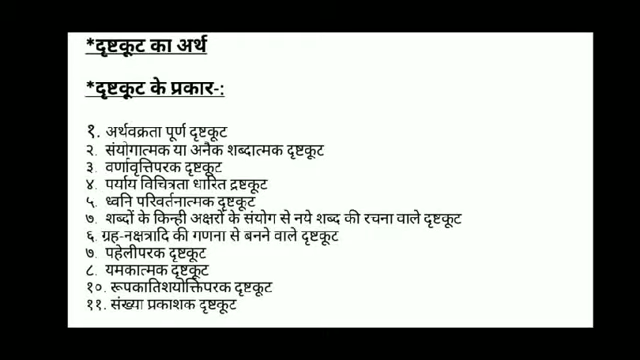 *दृष्टकूट का अर्थ
*दृष्टकूट के प्रकार-:
१. अर्थवक्रता पूर्ण दृष्टकूट
२. संयोगात्मक या अनैक शब्दात्मक दृष्टकूट
३. वर्णावृत्तिपरक दृष्टकूट
४. पर्याय विचित्रता धारित द्रष्टकूट
५. ध्वनि परिवर्तनात्मक दृष्टकूट
७. शब्दों के किन्ही अक्षरों के संयोग से नये शब्द की रचना वाले दृष्टकूट
६. ग्रह-नक्षत्रादि की गणना से बनने वाले दृष्टकूट
७. पहेलीपरक दृष्टकूट
८. यमकात्मक दृष्टकूट
१०. रूपकातिशयोक्तिपरक दृष्टकूट
११. संख्या प्रकाशक दृष्टकूट